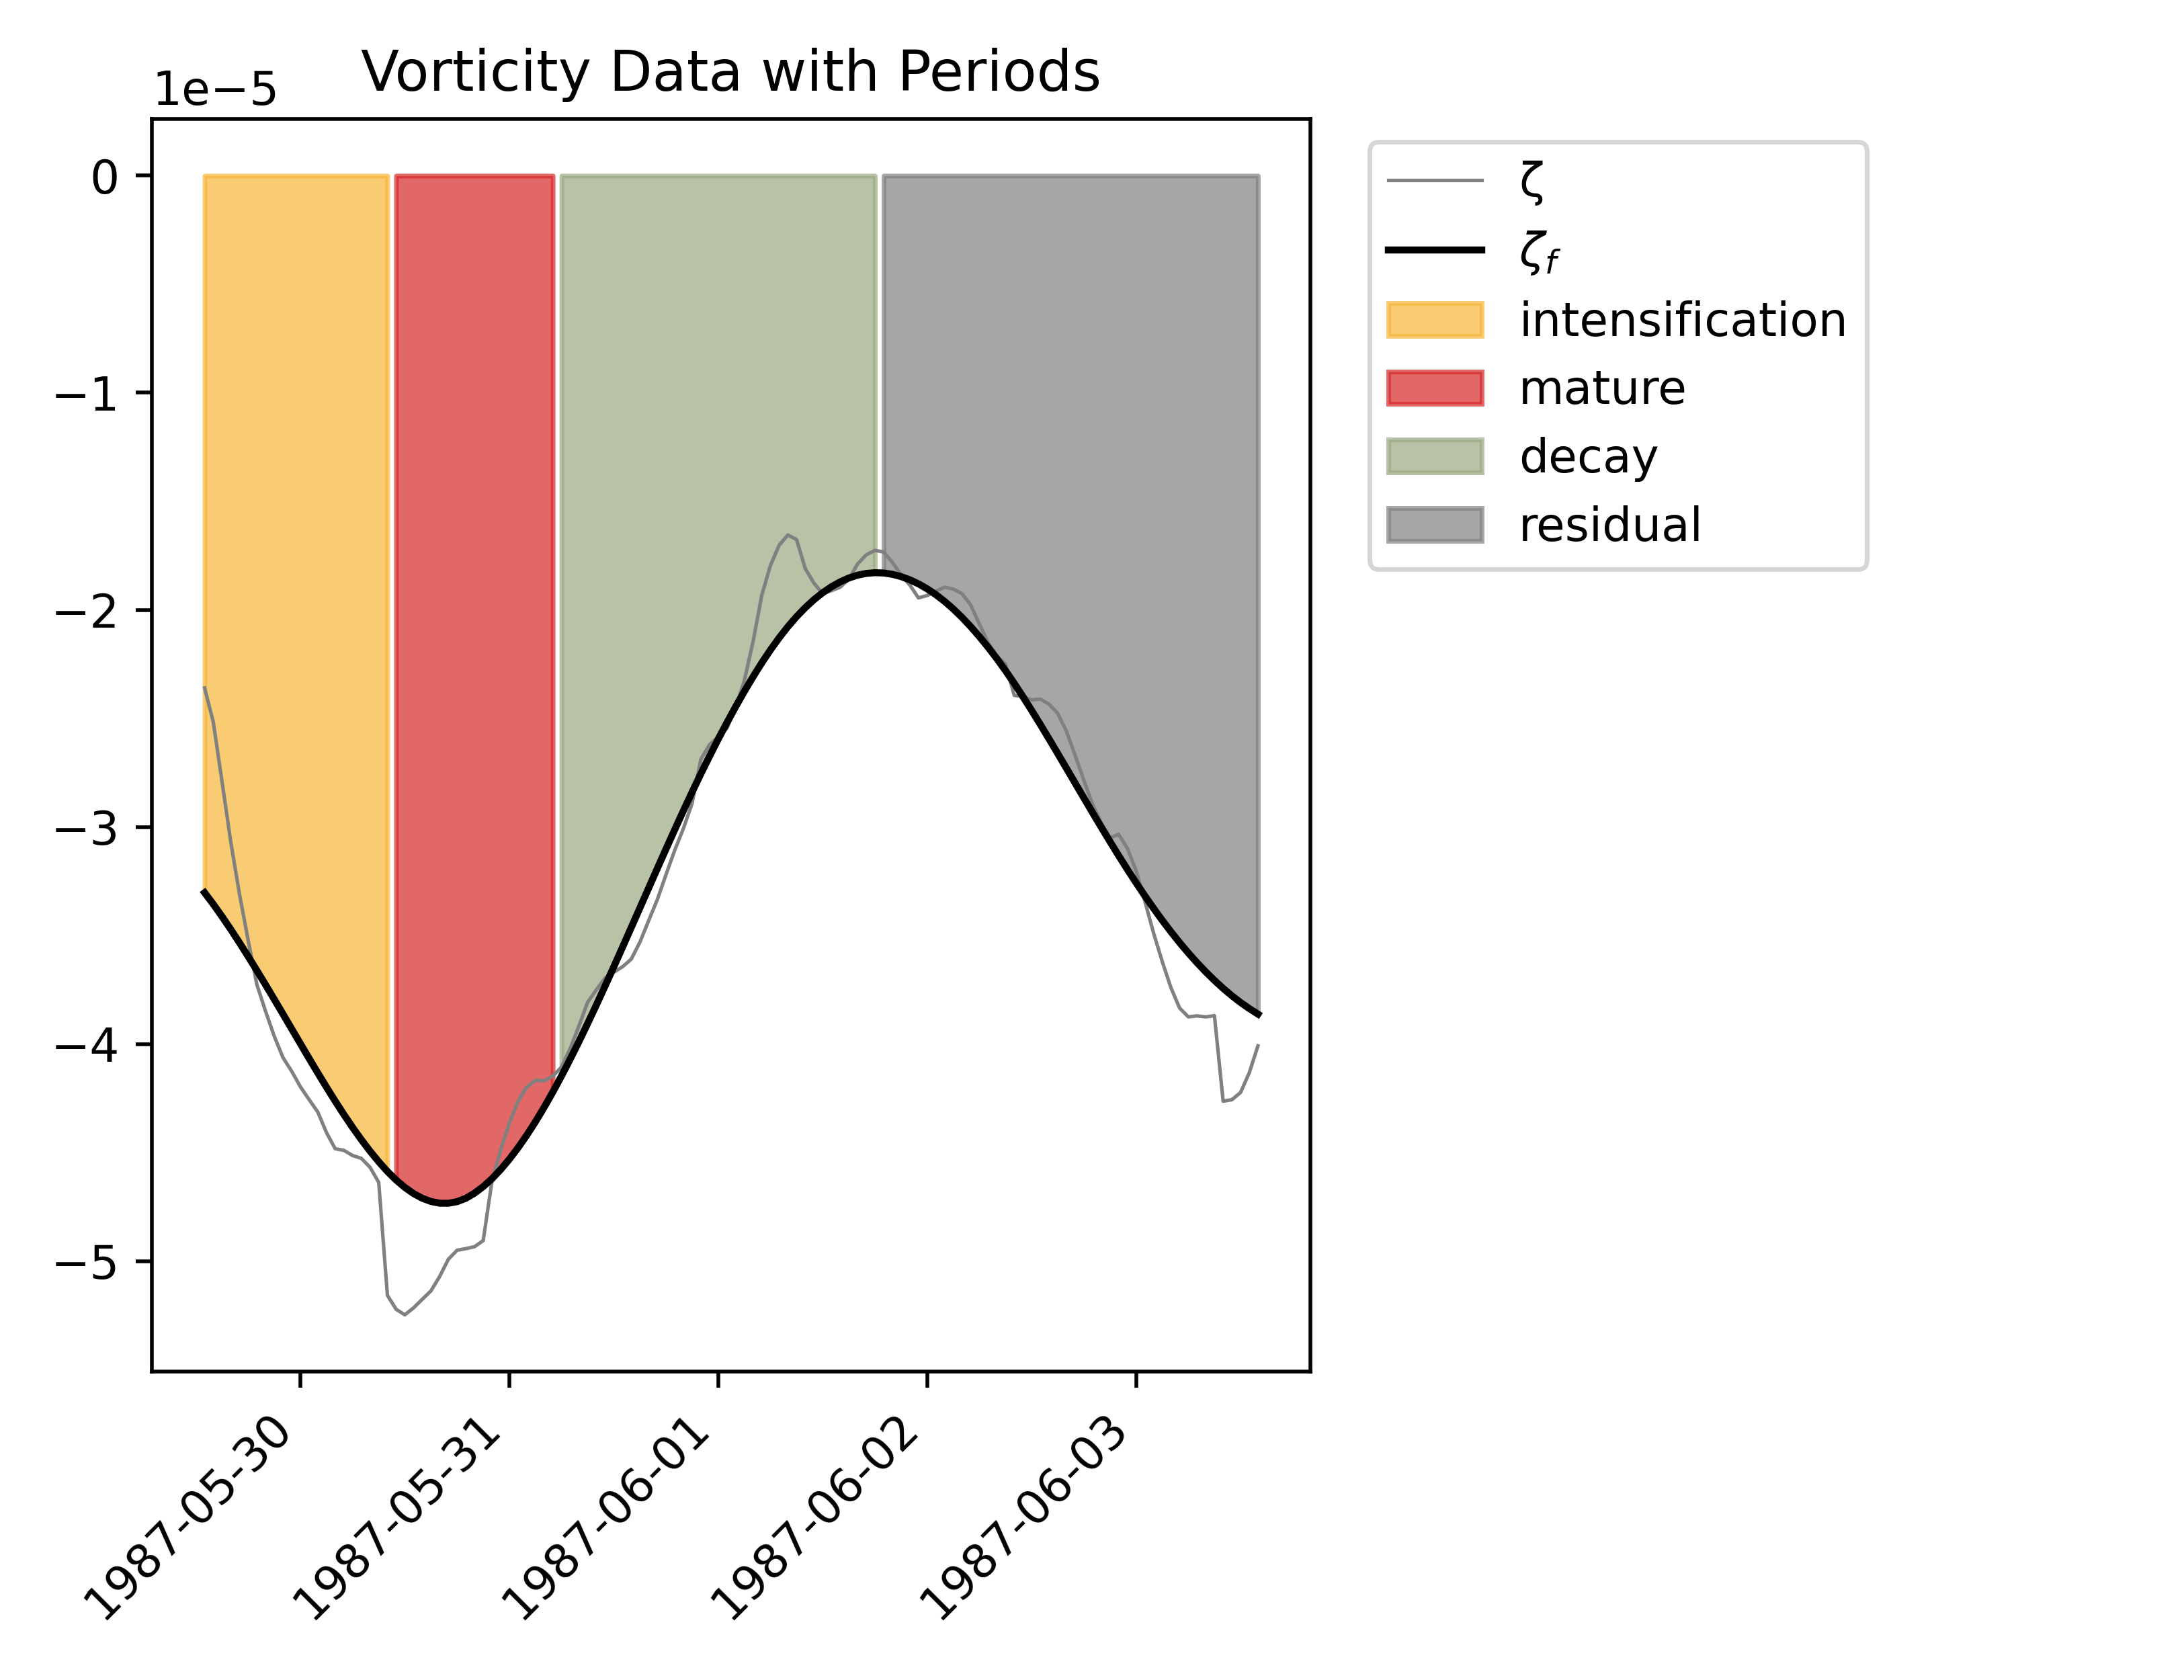 Vorticity Data with Periods
1e−5
0
−1
−2
−3
−4
−5
1987-05-30
1987-05-31
1987-06-01
1987-06-02
1987-06-03
ζ
ζf
intensification
mature
decay
residual